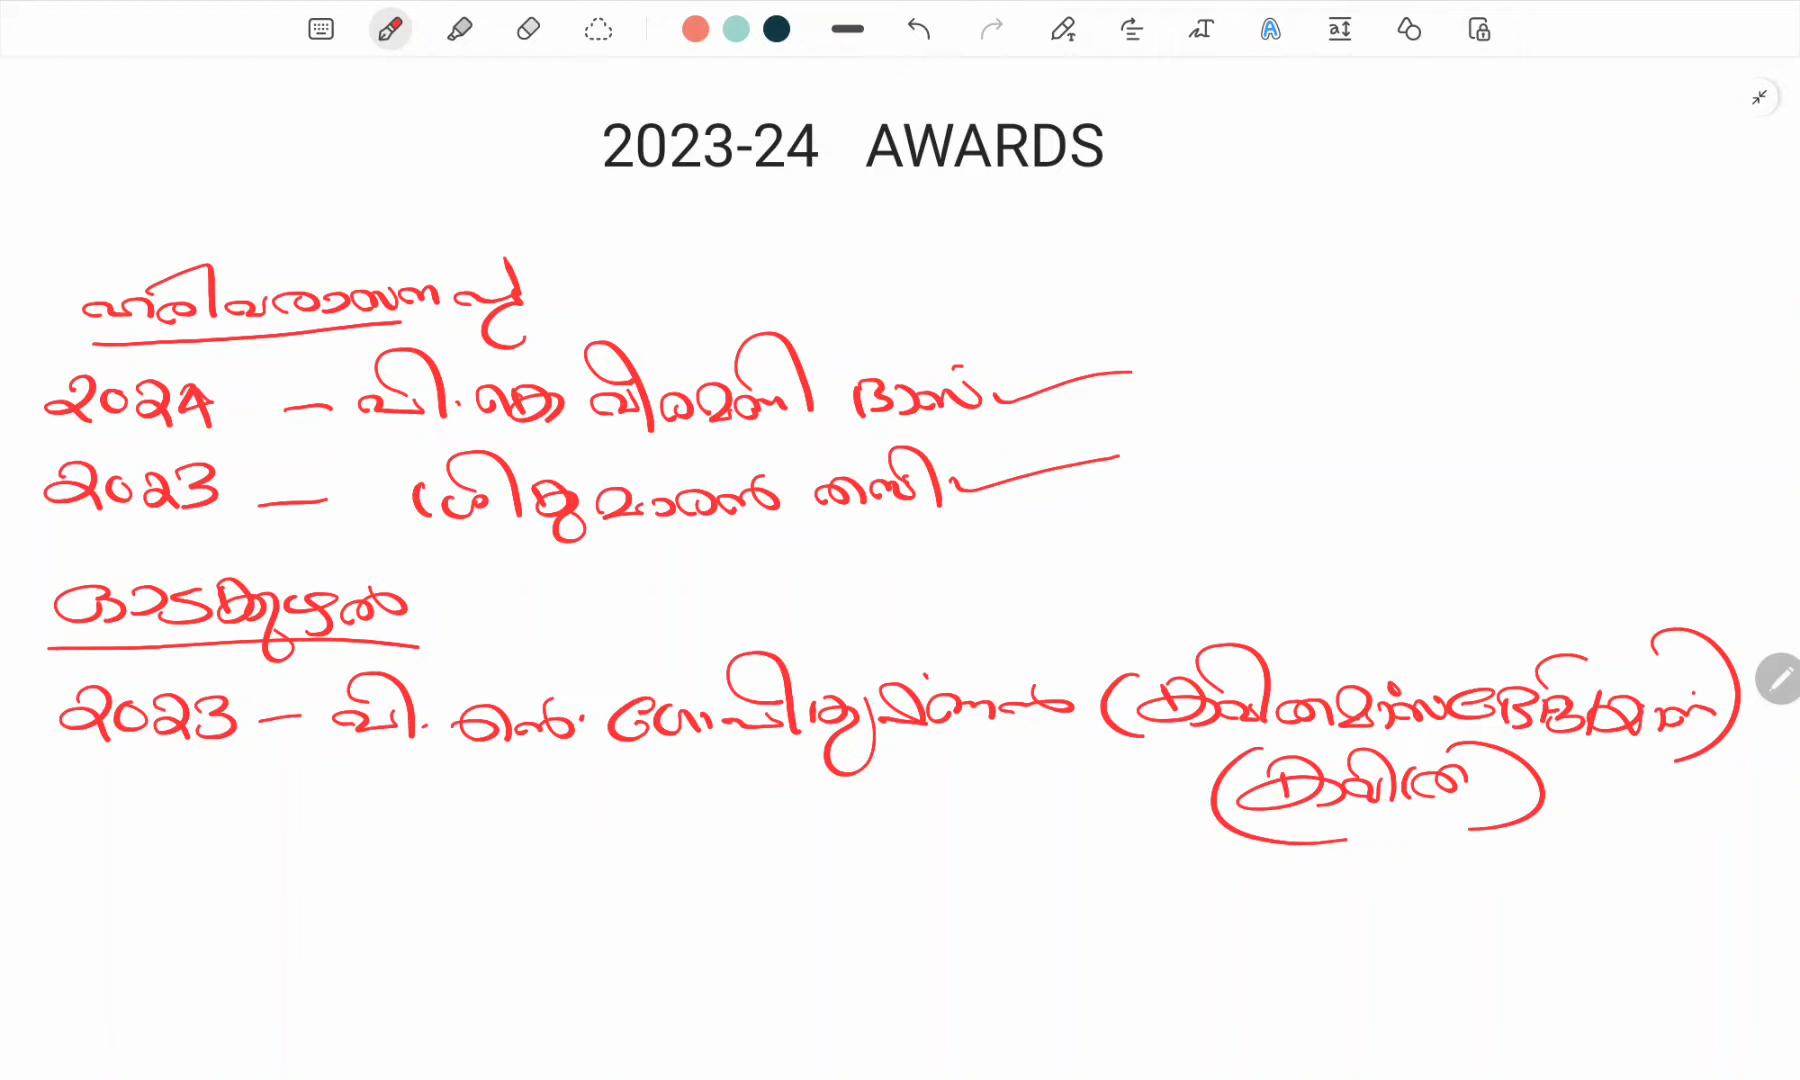 2023-24 AWARDS
ഹരിവരാസനം
2024 - പി.കെ വീരമണി ദാസൻ
2023 - ശ്രീകുമാരൻ തമ്പി
ഓടക്കുഴൽ
2023 - പി. എൻ. ഗോപീകൃഷ്ണൻ (കവിത മാംസഭോജിയാണ്)
(കവിത)